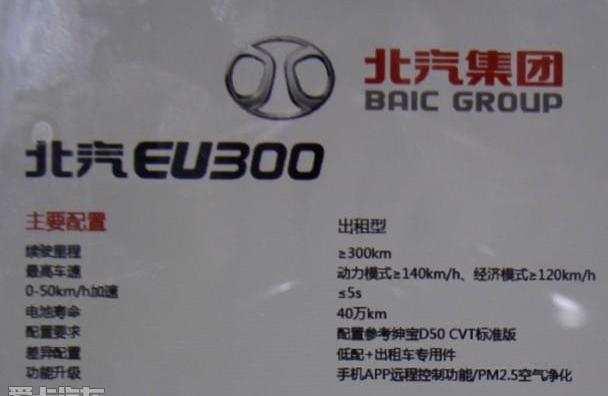 北汽集团
BAIC GROUP
北汽EU300
主要配置 出租型
续驶里程 ≥300km
最高车速 动力模式≥140km/h、经济模式≥120km/h
0-50km/h加速 ≤5s
电池寿命 40万km
配置要求 配置参考绅宝D50 CVT标准版
差异配置 低配+出租车专用件
功能升级 手机APP远程控制功能/PM2.5空气净化
爱卡汽车